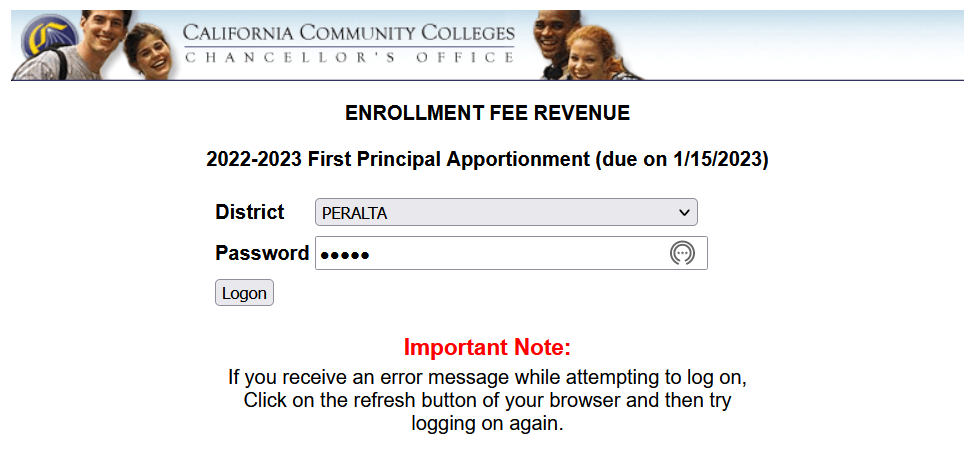 CALIFORNIA COMMUNITY COLLEGES
CHANCELLOR'S OFFICE
ENROLLMENT FEE REVENUE
2022-2023 First Principal Apportionment (due on 1/15/2023)
District PERALTA
Password •••••
Logon
Important Note:
If you receive an error message while attempting to log on,
Click on the refresh button of your browser and then try
logging on again.